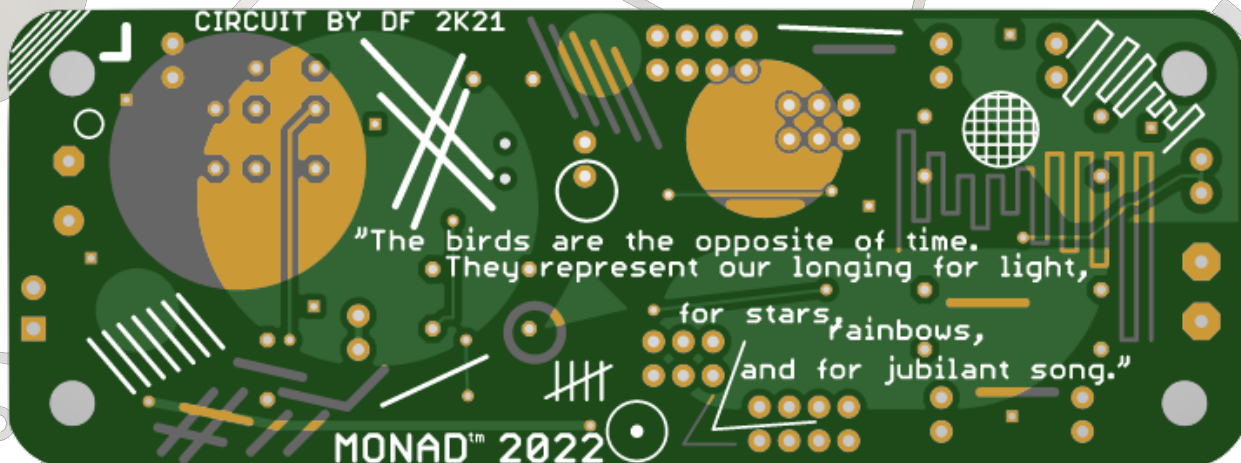 CIRCUIT BY DF 2K21
"The birds are the opposite of time.
They represent our longing for light,
for stars,
rainbows,
and for jubilant song."
MONAD™ 2022